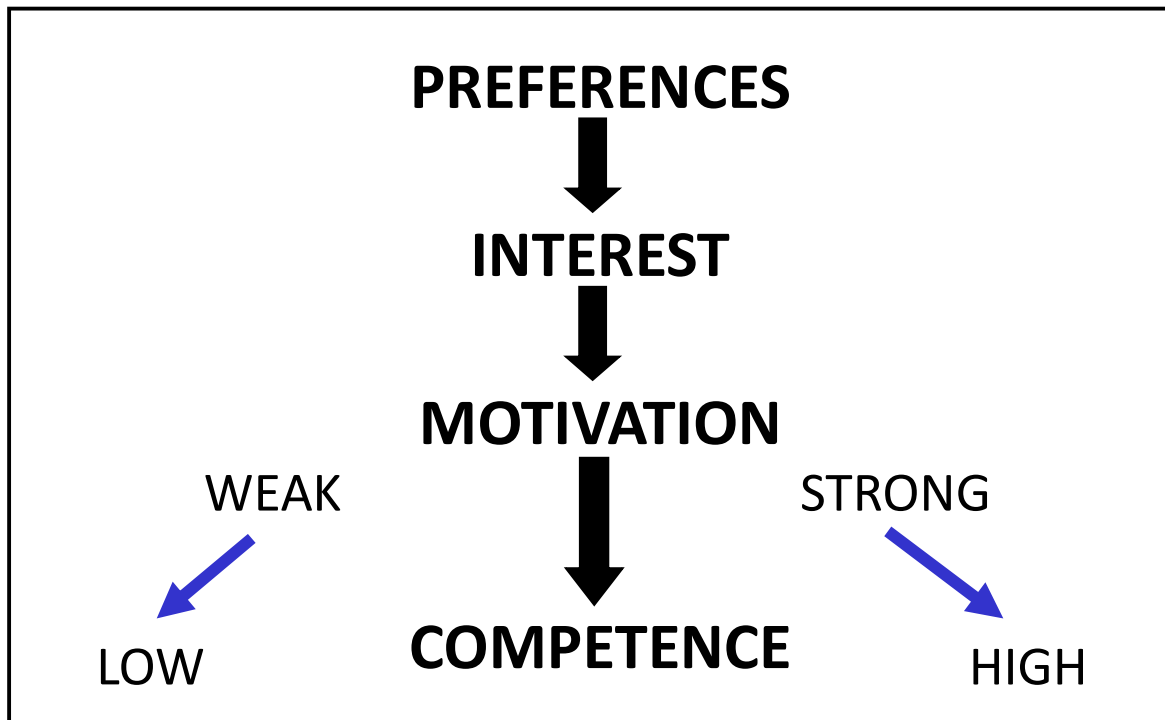 PREFERENCES
INTEREST
MOTIVATION
WEAK STRONG
COMPETENCE
LOW HIGH